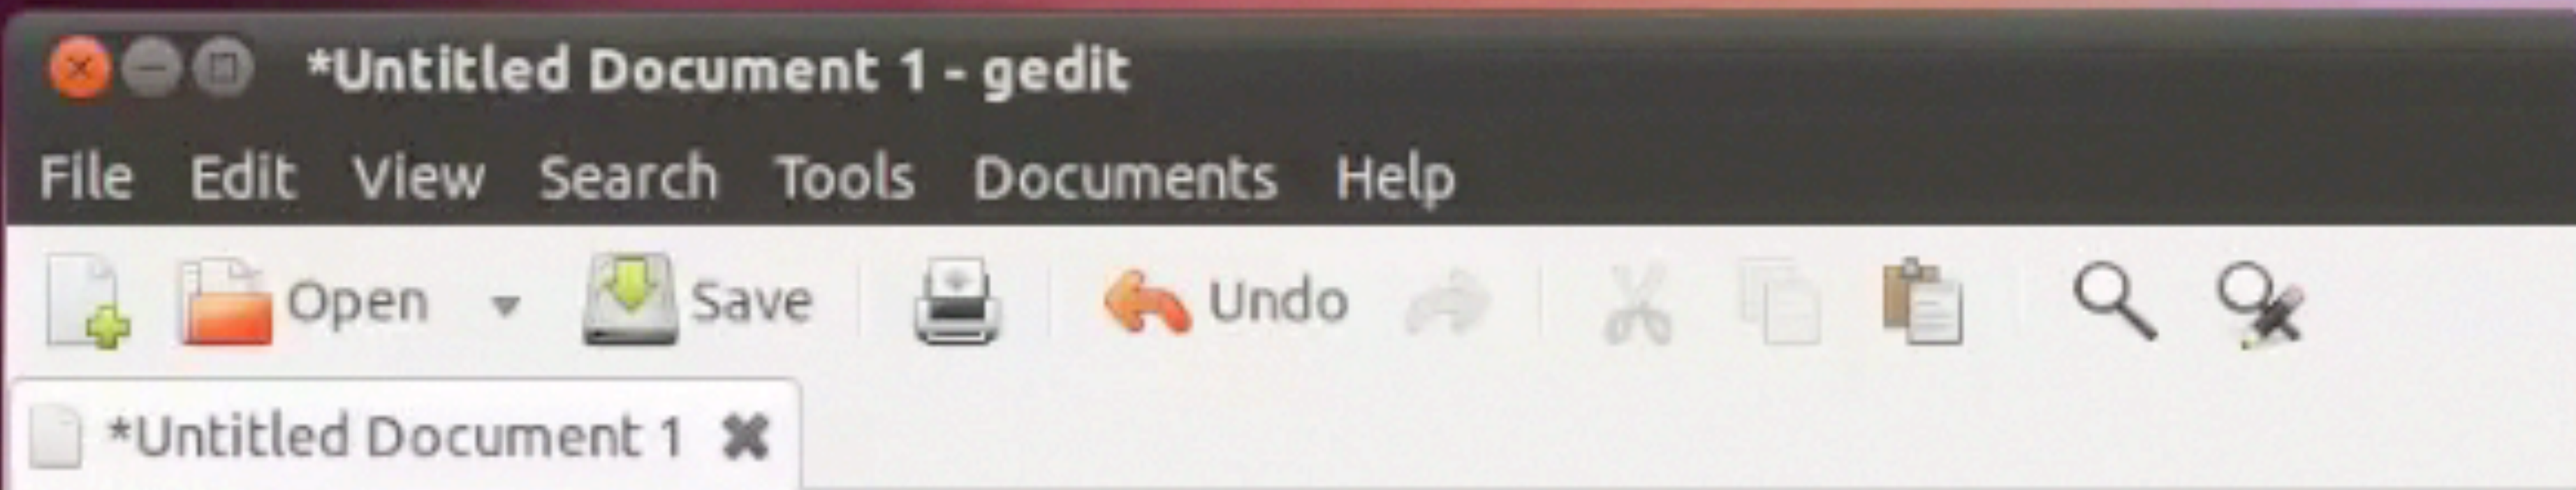 *Untitled Document 1 - gedit
File Edit View Search Tools Documents Help
Open Save Undo
*Untitled Document 1